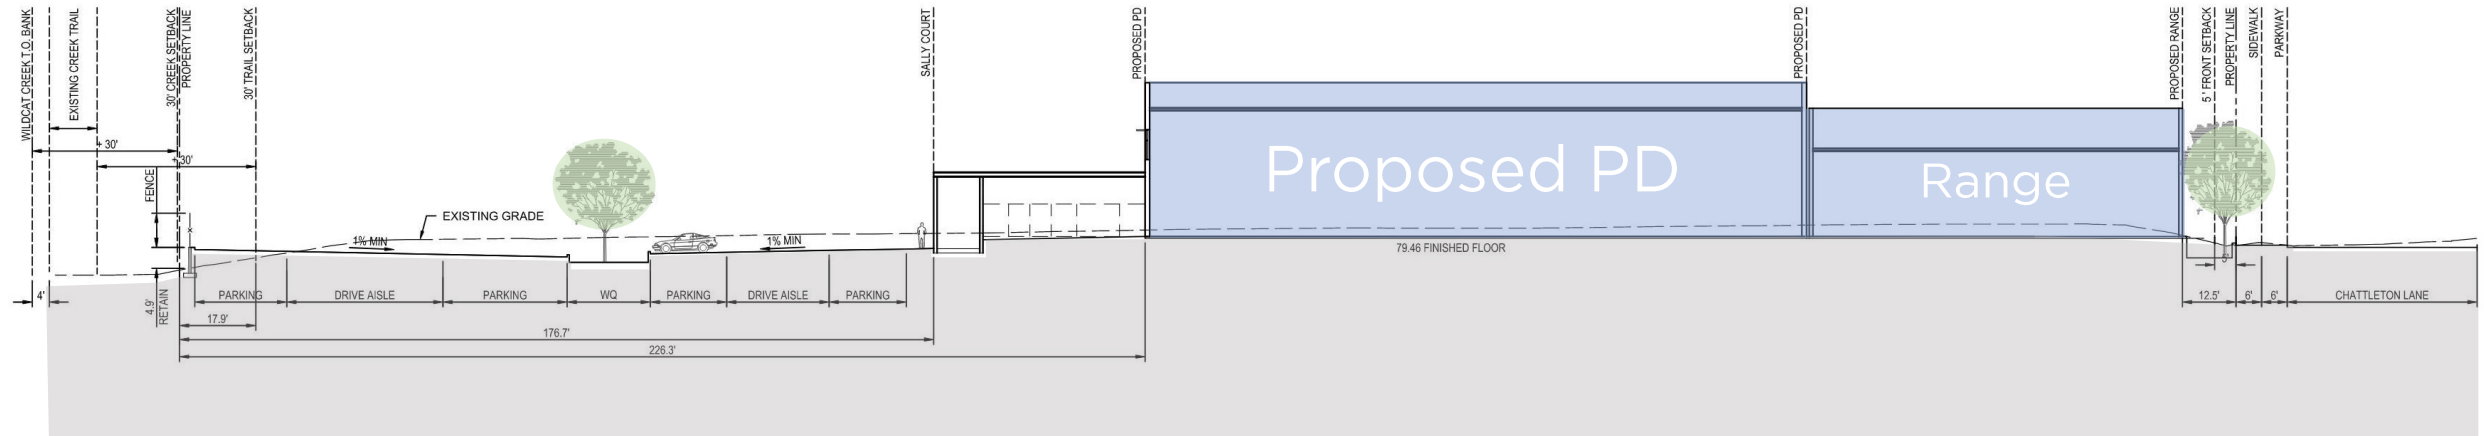 WILDCAT CREEK T.O. BANK
EXISTING CREEK TRAIL
30' CREEK SETBACK
PROPERTY LINE
30' TRAIL SETBACK
SALLY COURT
PROPOSED PD
PROPOSED PD
PROPOSED RANGE
5' FRONT SETBACK
PROPERTY LINE
SIDEWALK
PARKWAY
+ 30'
+ 30'
FENCE
EXISTING GRADE
1% MIN
1% MIN
Proposed PD
Range
79.46 FINISHED FLOOR
4'
4.9'
RETAIN
PARKING
DRIVE AISLE
PARKING
WQ
PARKING
DRIVE AISLE
PARKING
5'
12.5'
6'
6'
CHATTLETON LANE
17.9'
176.7'
226.3'